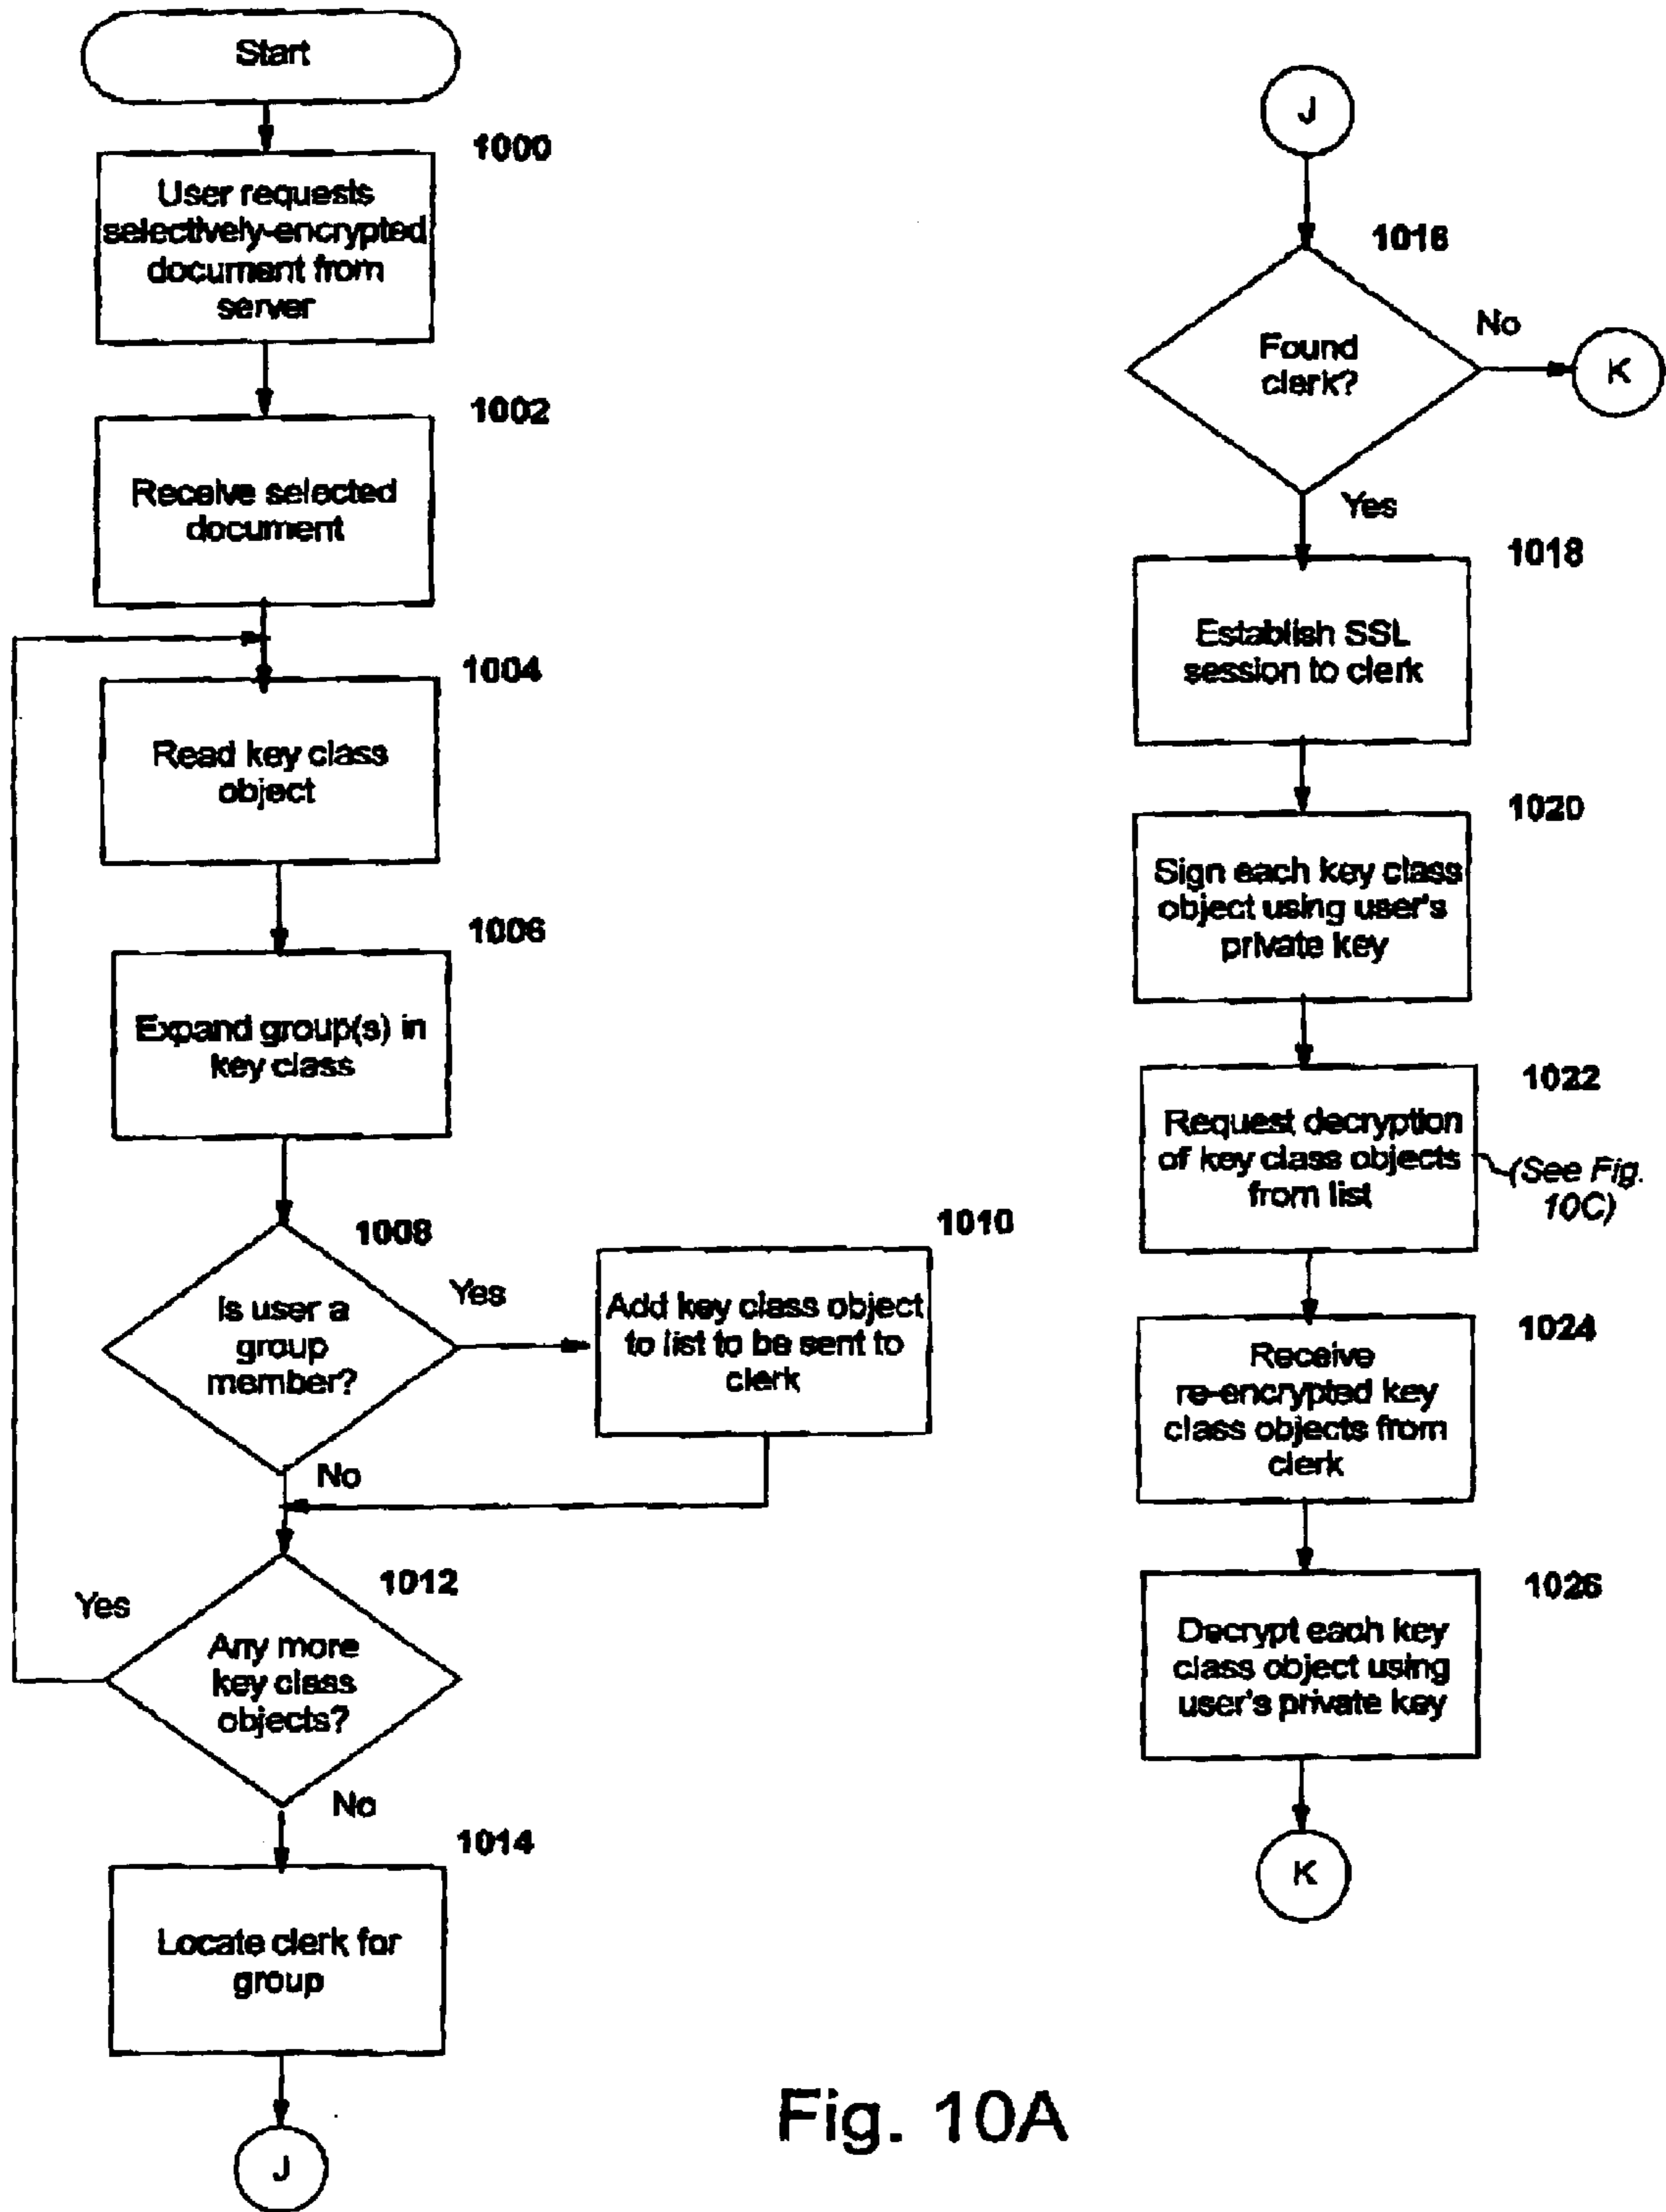 Start
1000
User requests
selectively-encrypted
document from
server
1002
Receive selected
document
1004
Read key class
object
1006
Expand group(s) in
key class
1008
Is user a
group
member?
Yes
No
1010
Add key class object
to list to be sent to
clerk
1012
Any more
key class
objects?
Yes
No
1014
Locate clerk for
group
J
J
1016
Found
clerk?
No
K
Yes
1018
Establish SSL
session to clerk
1020
Sign each key class
object using user's
private key
1022
Request decryption
of key class objects
from list
(See Fig.
10C)
1024
Receive
re-encrypted key
class objects from
clerk
1026
Decrypt each key
class object using
user's private key
K
Fig. 10A